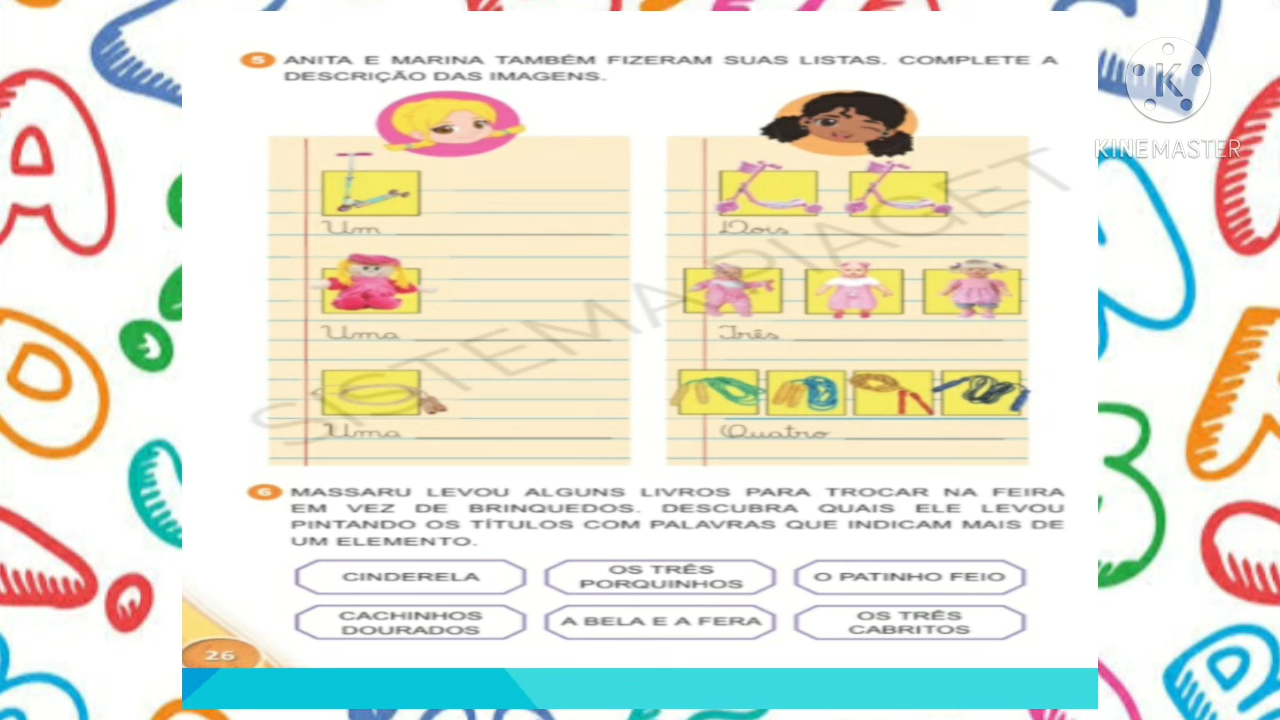 5 ANITA E MARINA TAMBÉM FIZERAM SUAS LISTAS. COMPLETE A
DESCRIÇÃO DAS IMAGENS.
Um
Uma
Uma
Dois
Três
Quatro
SISTEMA PIAGET
6 MASSARU LEVOU ALGUNS LIVROS PARA TROCAR NA FEIRA
EM VEZ DE BRINQUEDOS. DESCUBRA QUAIS ELE LEVOU
PINTANDO OS TÍTULOS COM PALAVRAS QUE INDICAM MAIS DE
UM ELEMENTO.
CINDERELA
OS TRÊS
PORQUINHOS
O PATINHO FEIO
CACHINHOS
DOURADOS
A BELA E A FERA
OS TRÊS
CABRITOS
26
K
KINEMASTER